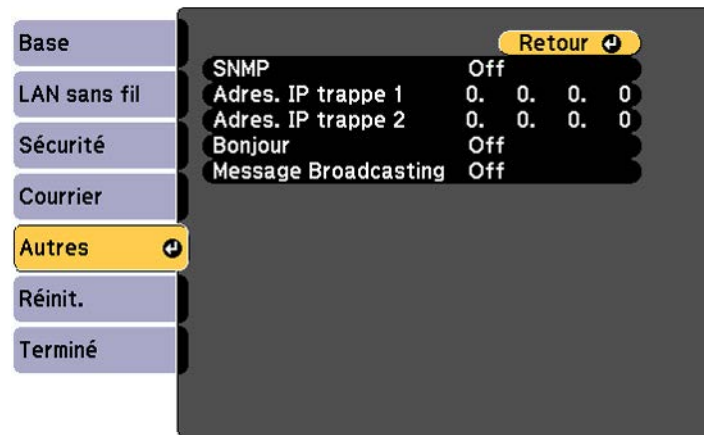 Base
LAN sans fil
Sécurité
Courrier
Autres
Réinit.
Terminé
Retour
SNMP Off
Adres. IP trappe 1 0. 0. 0. 0
Adres. IP trappe 2 0. 0. 0. 0
Bonjour Off
Message Broadcasting Off